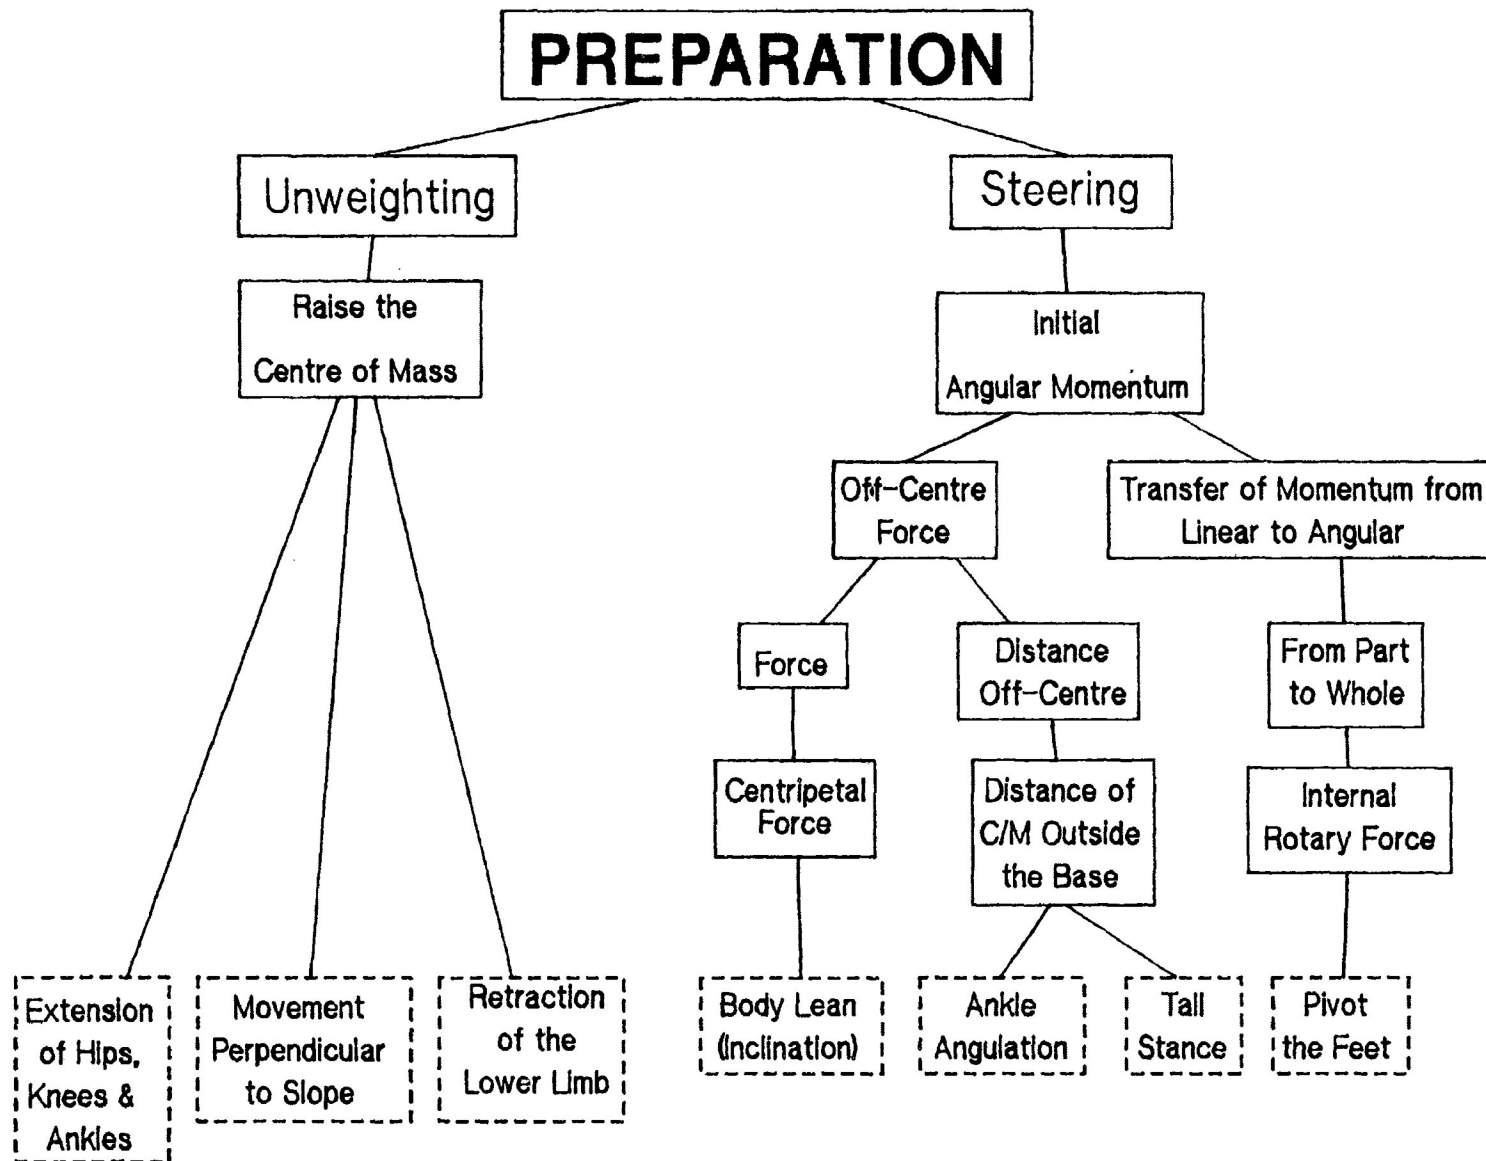 PREPARATION
Unweighting
Steering
Raise the
Centre of Mass
Initial
Angular Momentum
Off-Centre
Force
Transfer of Momentum from
Linear to Angular
Force
Distance
Off-Centre
From Part
to Whole
Centripetal
Force
Distance of
C/M Outside
the Base
Internal
Rotary Force
Extension
of Hips,
Knees &
Ankles
Movement
Perpendicular
to Slope
Retraction
of the
Lower Limb
Body Lean
(Inclination)
Ankle
Angulation
Tall
Stance
Pivot
the Feet